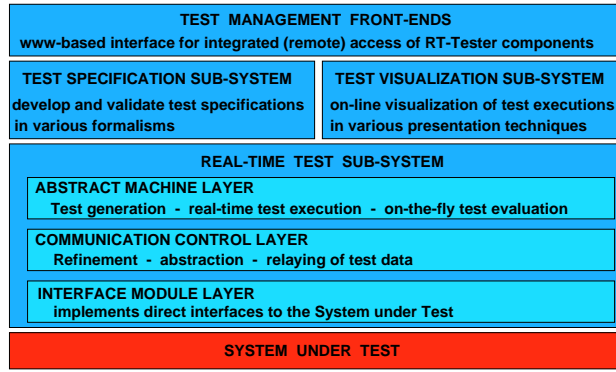 TEST MANAGEMENT FRONT-ENDS
www-based interface for integrated (remote) access of RT-Tester components
TEST SPECIFICATION SUB-SYSTEM
develop and validate test specifications
in various formalisms
TEST VISUALIZATION SUB-SYSTEM
on-line visualization of test executions
in various presentation techniques
REAL-TIME TEST SUB-SYSTEM
ABSTRACT MACHINE LAYER
Test generation - real-time test execution - on-the-fly test evaluation
COMMUNICATION CONTROL LAYER
Refinement - abstraction - relaying of test data
INTERFACE MODULE LAYER
implements direct interfaces to the System under Test
SYSTEM UNDER TEST